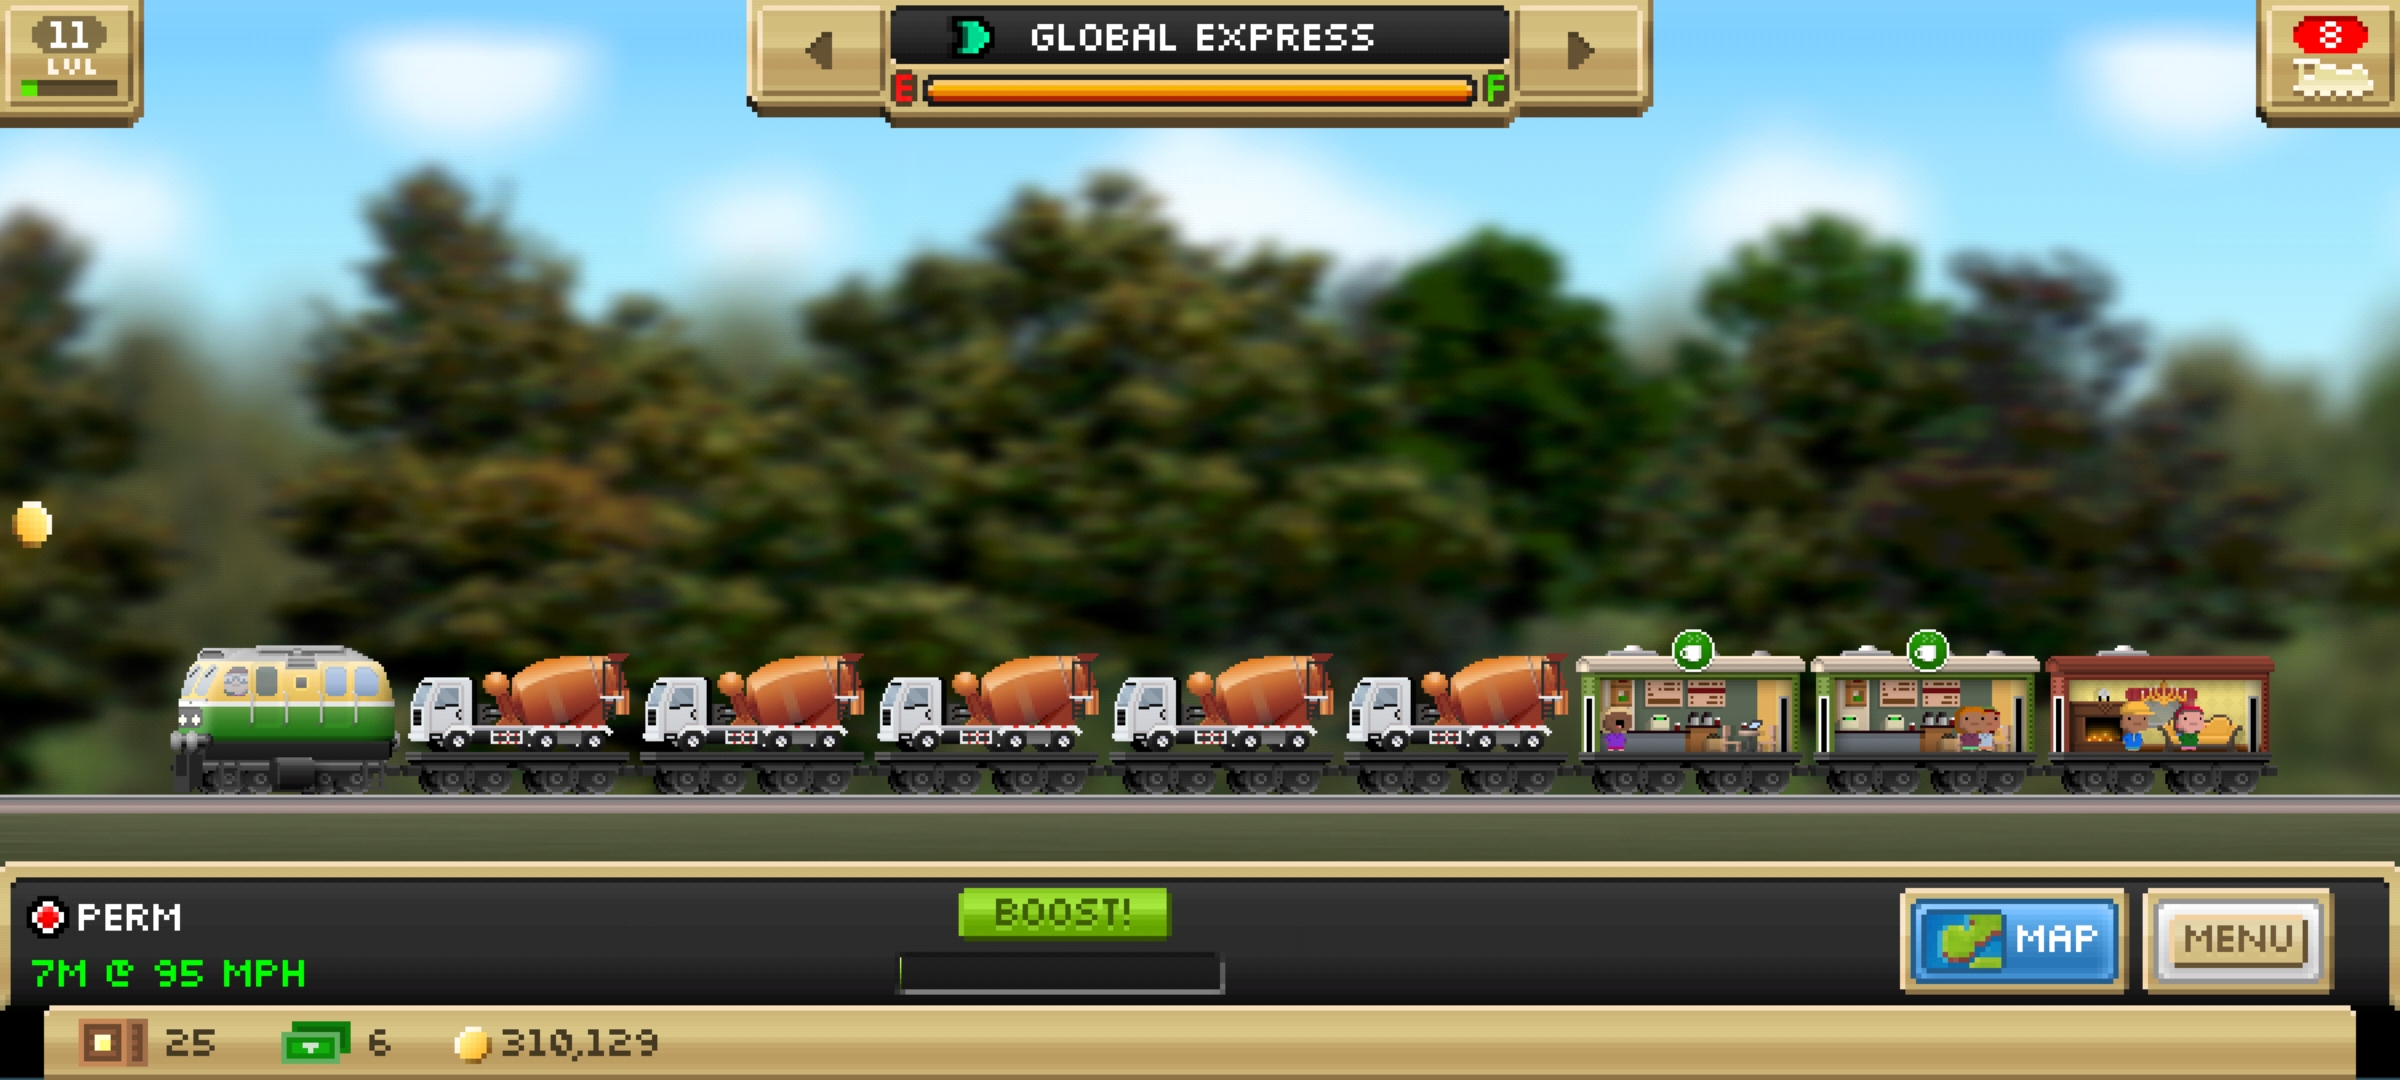 11
LVL
GLOBAL EXPRESS
E F
8
PERM
7M @ 95 MPH
BOOST!
MAP
MENU
25
6
310,129